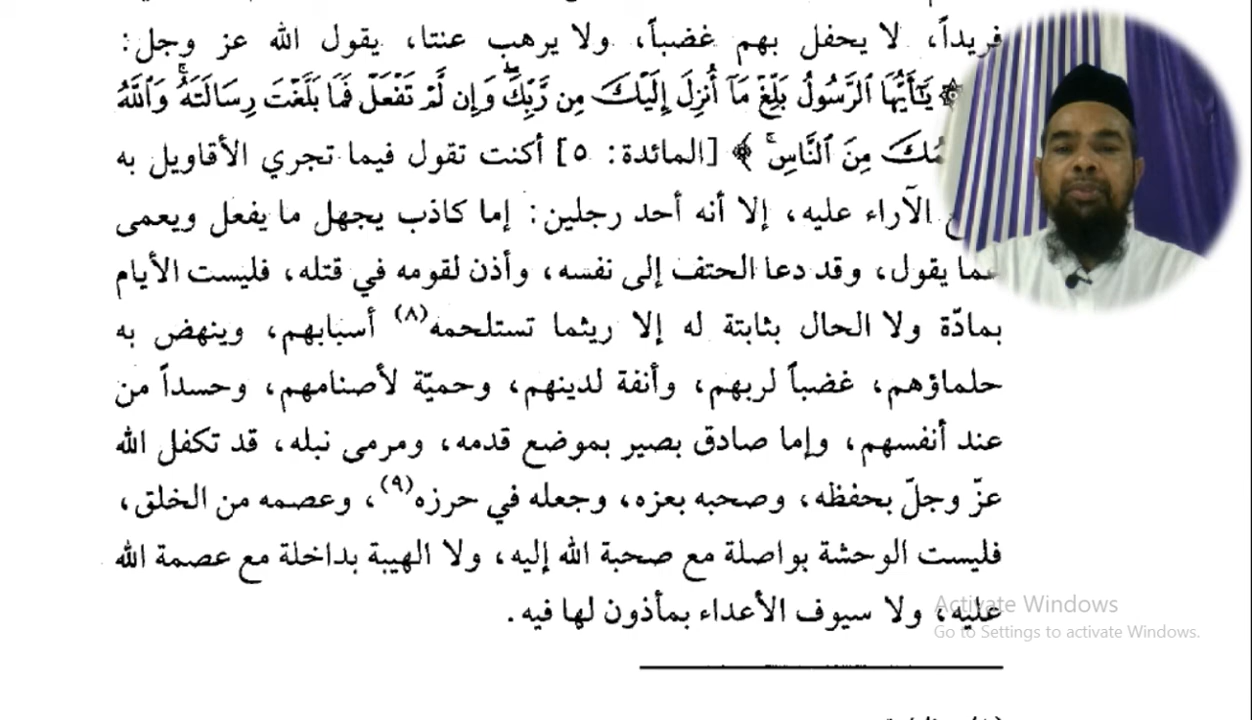 فريداً، لا يحفل بهم غضباً، ولا يرهب عنتا، يقول الله عز وجل:
﴿ يَٰٓأَيُّهَا ٱلرَّسُولُ بَلِّغۡ مَآ أُنزِلَ إِلَيۡكَ مِن رَّبِّكَۖ وَإِن لَّمۡ تَفۡعَلۡ فَمَا بَلَّغۡتَ رِسَالَتَهُۥۚ وَٱللَّهُ
مِنَ ٱلنَّاسِۚ ﴾ [المائدة: ٥] أكنت تقول فيما تجري الأقاويل به
الآراء عليه، إلا أنه أحد رجلين: إما كاذب يجهل ما يفعل ويعمى
عما يقول، وقد دعا الحتف إلى نفسه، وأذن لقومه في قتله، فليست الأيام
بمادّة ولا الحال بثابتة له إلا ريثما تستلحمه(٨) أسبابهم، وينهض به
حلماؤهم، غضباً لربهم، وأنفة لدينهم، وحميّة لأصنامهم، وحسداً من
عند أنفسهم، وإما صادق بصير بموضع قدمه، ومرمى نبله، قد تكفل الله
عزّ وجلّ بحفظه، وصحبه بعزه، وجعله في حرزه(٩)، وعصمه من الخلق،
فليست الوحشة بواصلة مع صحبة الله إليه، ولا الهيبة بداخلة مع عصمة الله
عليه، ولا سيوف الأعداء بمأذون لها فيه.
Activate Windows
Go to Settings to activate Windows.